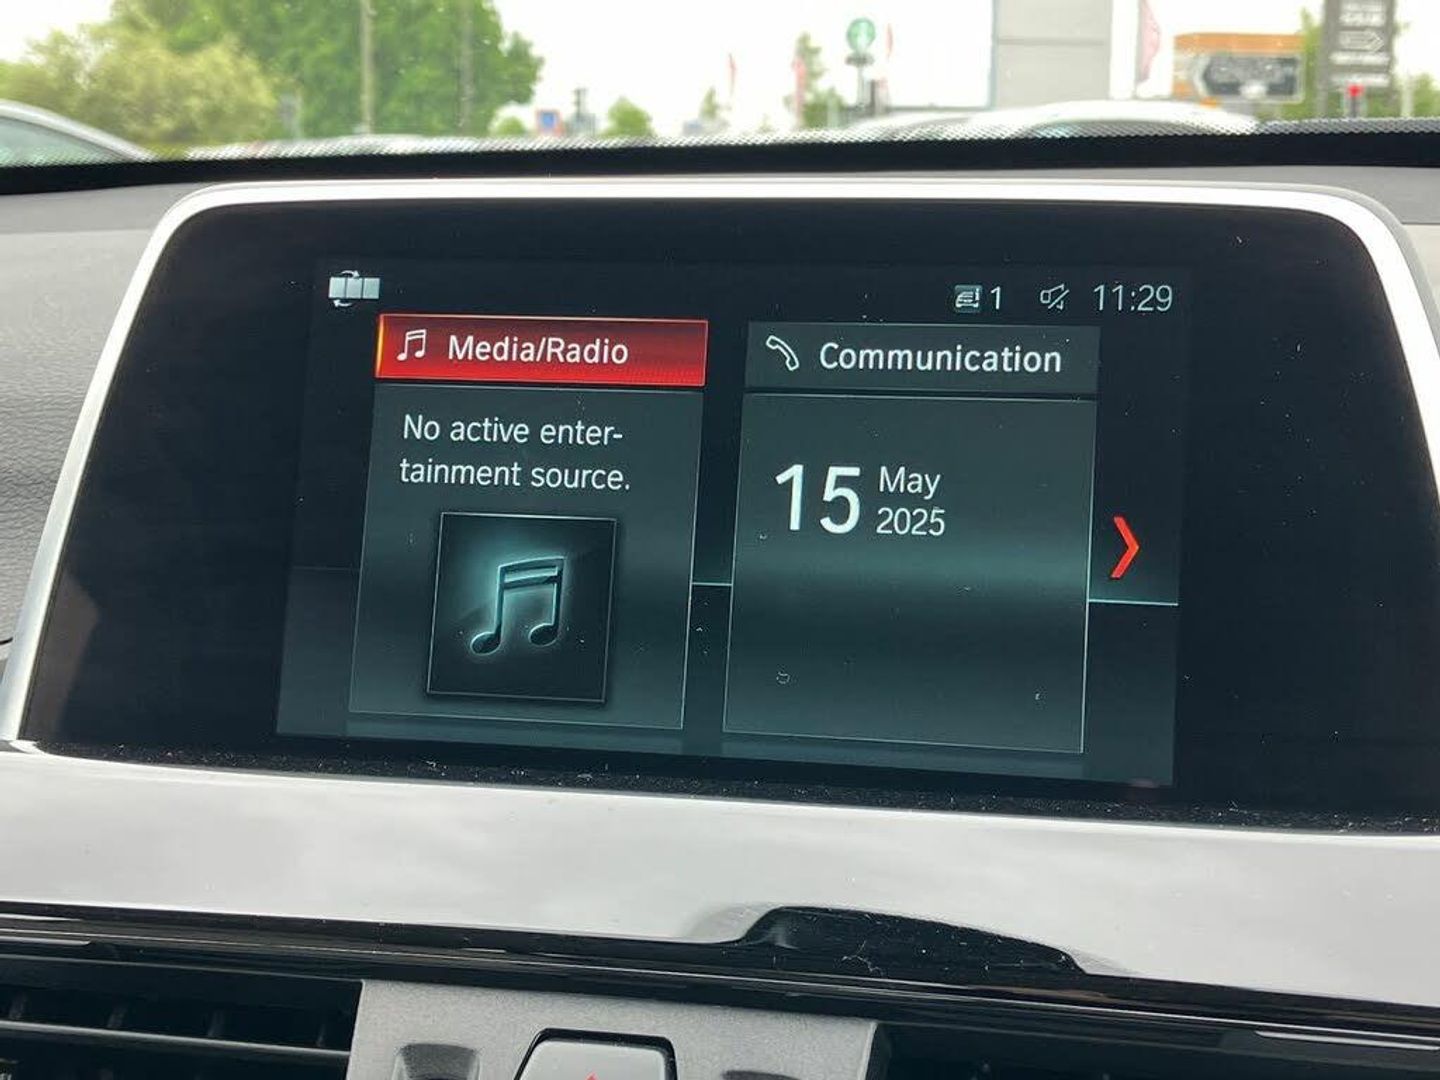 1 11:29
Media/Radio
Communication
No active enter-
tainment source.
15 May
2025